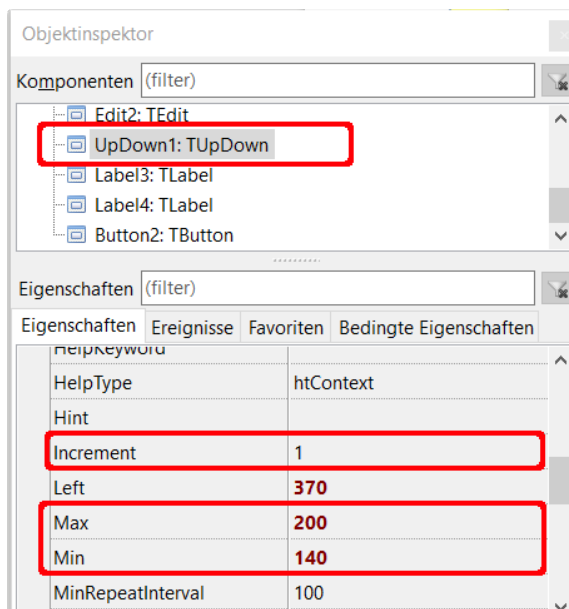 Objektinspektor
Komponenten (filter)
Edit2: TEdit
UpDown1: TUpDown
Label3: TLabel
Label4: TLabel
Button2: TButton
Eigenschaften (filter)
Eigenschaften Ereignisse Favoriten Bedingte Eigenschaften
HelpKeyword
HelpType htContext
Hint
Increment 1
Left 370
Max 200
Min 140
MinRepeatInterval 100